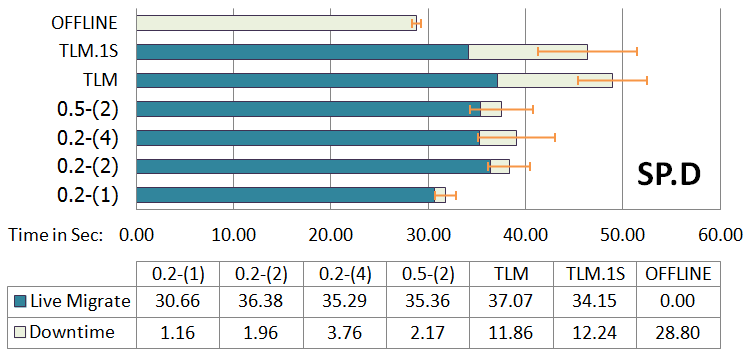 OFFLINE
TLM.1S
TLM
0.5-(2)
0.2-(4)
0.2-(2)
0.2-(1)
SP.D
Time in Sec: 0.00 10.00 20.00 30.00 40.00 50.00 60.00
0.2-(1) 0.2-(2) 0.2-(4) 0.5-(2) TLM TLM.1S OFFLINE
Live Migrate 30.66 36.38 35.29 35.36 37.07 34.15 0.00
Downtime 1.16 1.96 3.76 2.17 11.86 12.24 28.80